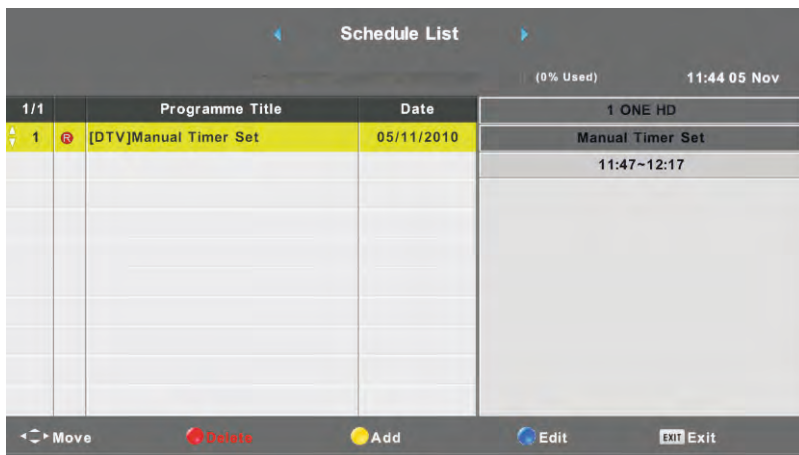 Schedule List
(0% Used) 11:44 05 Nov
1/1 Programme Title Date 1 ONE HD
1 R [DTV]Manual Timer Set 05/11/2010 Manual Timer Set
11:47~12:17
Move Delete Add Edit EXIT Exit